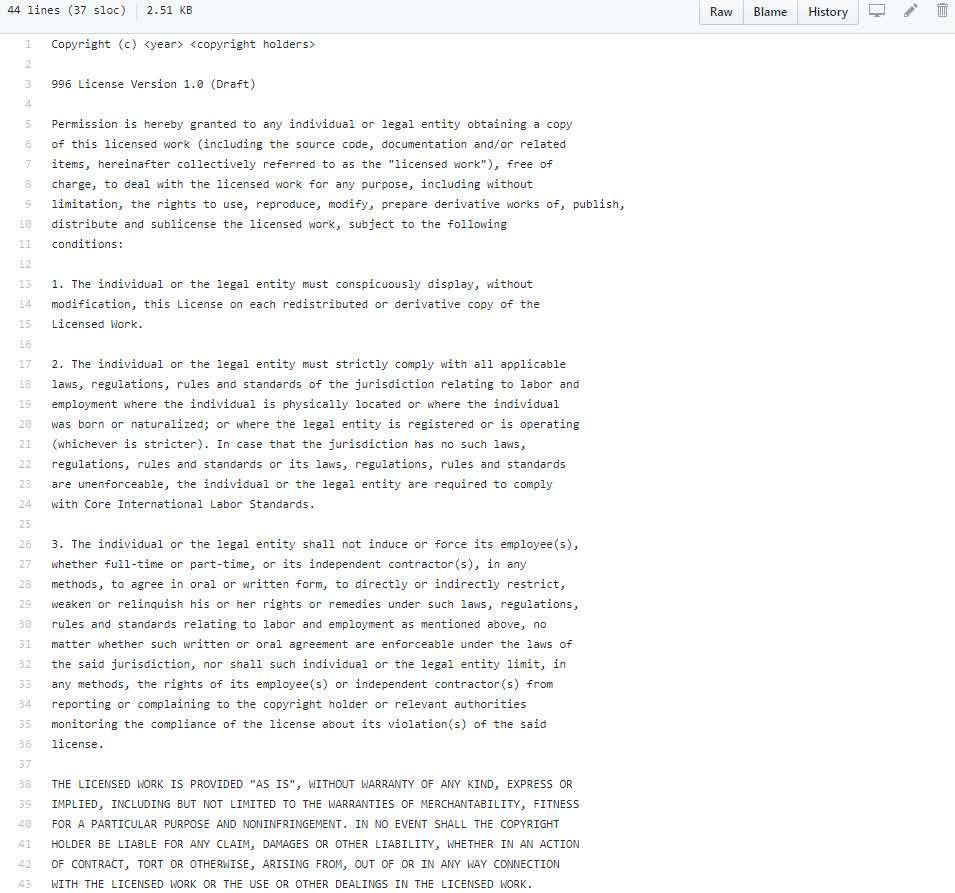 44 lines (37 sloc) 2.51 KB
Raw Blame History
1 Copyright (c) <year> <copyright holders>
2
3 996 License Version 1.0 (Draft)
4
5 Permission is hereby granted to any individual or legal entity obtaining a copy
6 of this licensed work (including the source code, documentation and/or related
7 items, hereinafter collectively referred to as the "licensed work"), free of
8 charge, to deal with the licensed work for any purpose, including without
9 limitation, the rights to use, reproduce, modify, prepare derivative works of, publish,
10 distribute and sublicense the licensed work, subject to the following
11 conditions:
12
13 1. The individual or the legal entity must conspicuously display, without
14 modification, this License on each redistributed or derivative copy of the
15 Licensed Work.
16
17 2. The individual or the legal entity must strictly comply with all applicable
18 laws, regulations, rules and standards of the jurisdiction relating to labor and
19 employment where the individual is physically located or where the individual
20 was born or naturalized; or where the legal entity is registered or is operating
21 (whichever is stricter). In case that the jurisdiction has no such laws,
22 regulations, rules and standards or its laws, regulations, rules and standards
23 are unenforceable, the individual or the legal entity are required to comply
24 with Core International Labor Standards.
25
26 3. The individual or the legal entity shall not induce or force its employee(s),
27 whether full-time or part-time, or its independent contractor(s), in any
28 methods, to agree in oral or written form, to directly or indirectly restrict,
29 weaken or relinquish his or her rights or remedies under such laws, regulations,
30 rules and standards relating to labor and employment as mentioned above, no
31 matter whether such written or oral agreement are enforceable under the laws of
32 the said jurisdiction, nor shall such individual or the legal entity limit, in
33 any methods, the rights of its employee(s) or independent contractor(s) from
34 reporting or complaining to the copyright holder or relevant authorities
35 monitoring the compliance of the license about its violation(s) of the said
36 license.
37
38 THE LICENSED WORK IS PROVIDED "AS IS", WITHOUT WARRANTY OF ANY KIND, EXPRESS OR
39 IMPLIED, INCLUDING BUT NOT LIMITED TO THE WARRANTIES OF MERCHANTABILITY, FITNESS
40 FOR A PARTICULAR PURPOSE AND NONINFRINGEMENT. IN NO EVENT SHALL THE COPYRIGHT
41 HOLDER BE LIABLE FOR ANY CLAIM, DAMAGES OR OTHER LIABILITY, WHETHER IN AN ACTION
42 OF CONTRACT, TORT OR OTHERWISE, ARISING FROM, OUT OF OR IN ANY WAY CONNECTION
43 WITH THE LICENSED WORK OR THE USE OR OTHER DEALINGS IN THE LICENSED WORK.